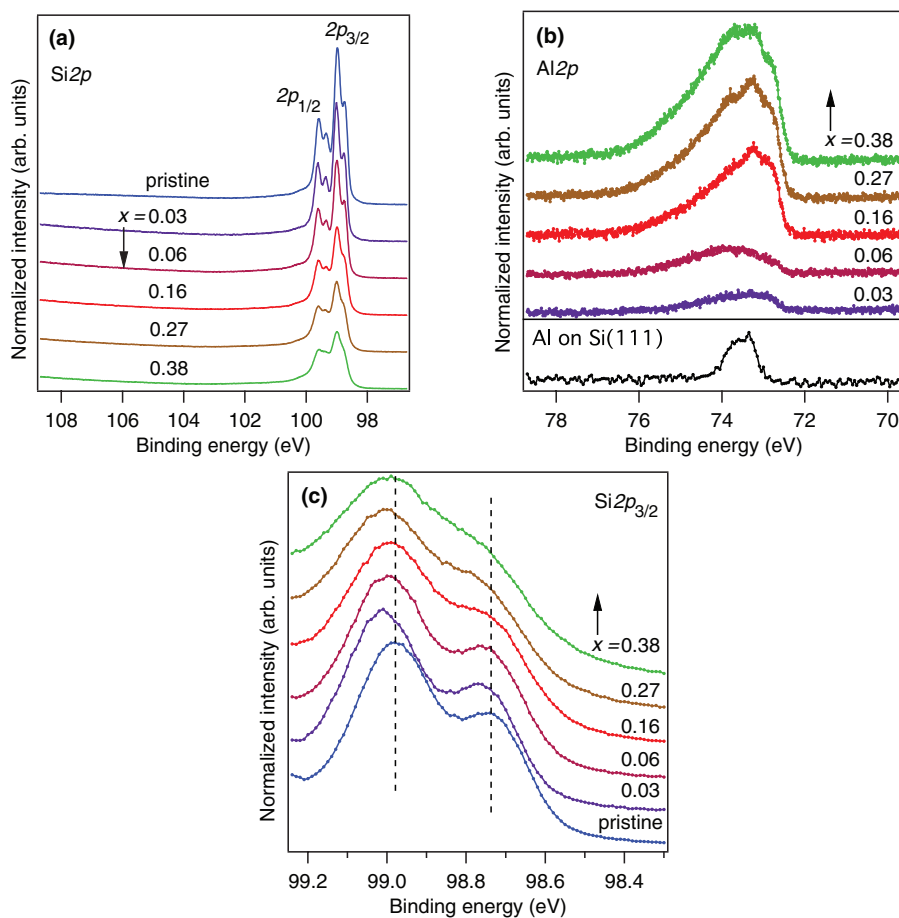 (a)
Si2p
2p3/2
2p1/2
pristine
x = 0.03
0.06
0.16
0.27
0.38
Normalized intensity (arb. units)
108 106 104 102 100 98
Binding energy (eV)
(b)
Al2p
x = 0.38
0.27
0.16
0.06
0.03
Al on Si(111)
Normalized intensity (arb. units)
78 76 74 72 70
Binding energy (eV)
(c)
Si2p3/2
x = 0.38
0.27
0.16
0.06
0.03
pristine
Normalized intensity (arb. units)
99.2 99.0 98.8 98.6 98.4
Binding energy (eV)